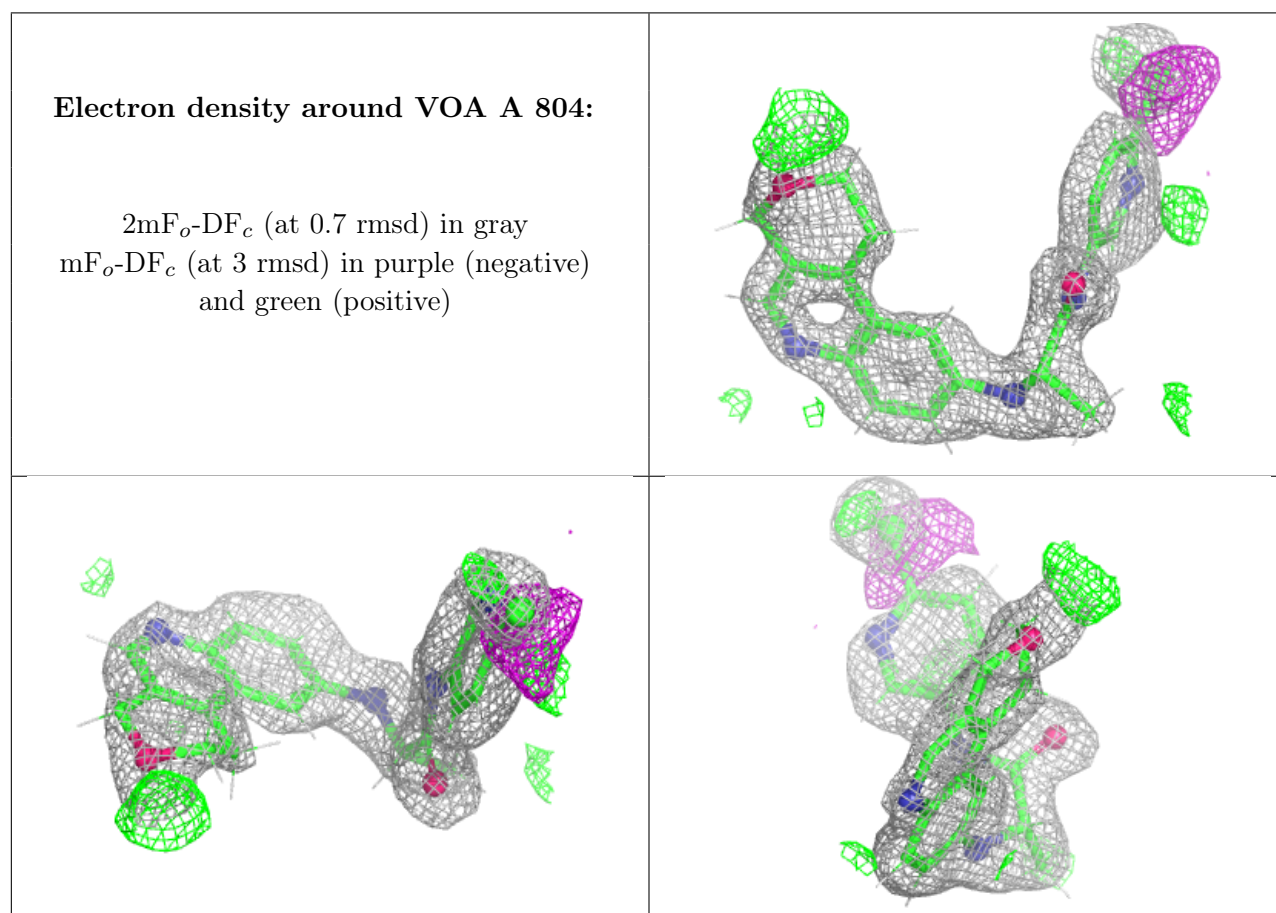 Electron density around VOA A 804:
2mFo-DFc (at 0.7 rmsd) in gray
mFo-DFc (at 3 rmsd) in purple (negative)
and green (positive)